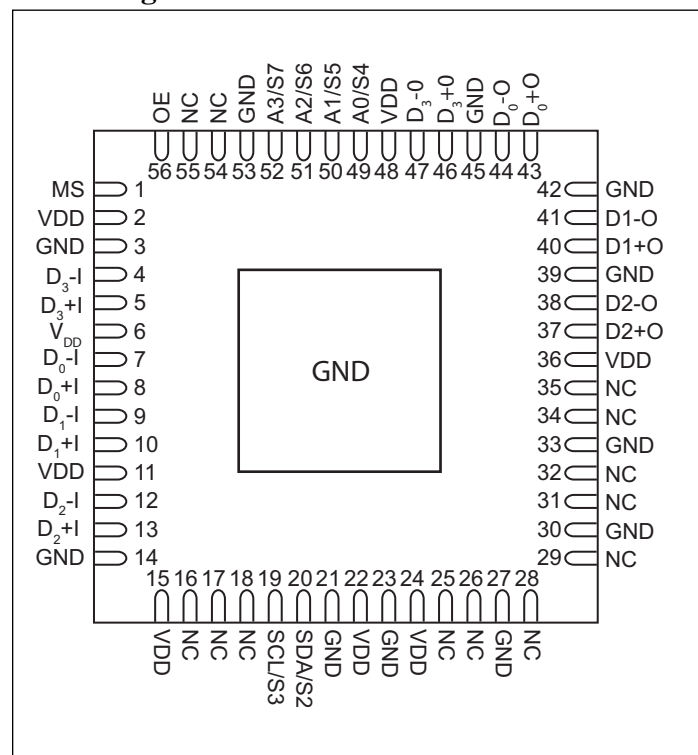 OE
NC
NC
GND
A3/S7
A2/S6
A1/S5
A0/S4
VDD
D3-0
D3+0
GND
D0-O
D0+O
56 55 54 53 52 51 50 49 48 47 46 45 44 43
MS 1
VDD 2
GND 3
D3-I 4
D3+I 5
VDD 6
D0-I 7
D0+I 8
D1-I 9
D1+I 10
VDD 11
D2-I 12
D2+I 13
GND 14
GND
42 GND
41 D1-O
40 D1+O
39 GND
38 D2-O
37 D2+O
36 VDD
35 NC
34 NC
33 GND
32 NC
31 NC
30 GND
29 NC
15 16 17 18 19 20 21 22 23 24 25 26 27 28
VDD
NC
NC
NC
SCL/S3
SDA/S2
GND
VDD
GND
VDD
NC
NC
GND
NC